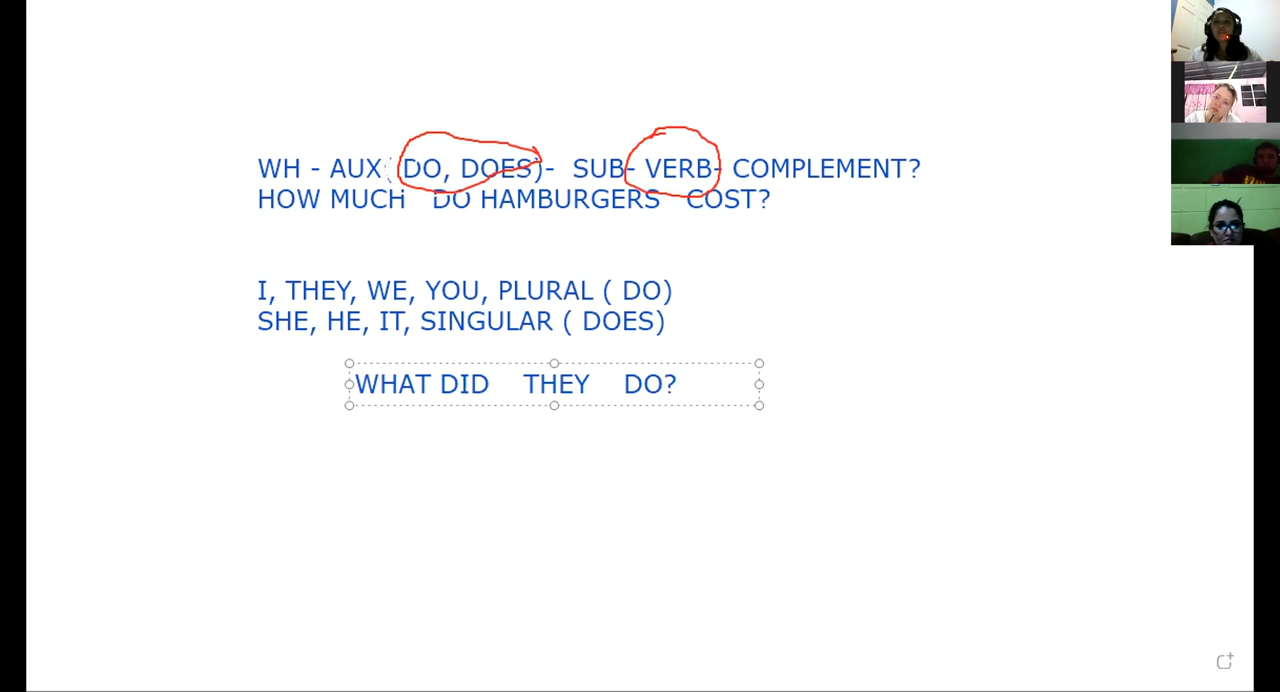 WH - AUX (DO, DOES)- SUB- VERB- COMPLEMENT?
HOW MUCH DO HAMBURGERS COST?
I, THEY, WE, YOU, PLURAL ( DO)
SHE, HE, IT, SINGULAR ( DOES)
WHAT DID THEY DO?